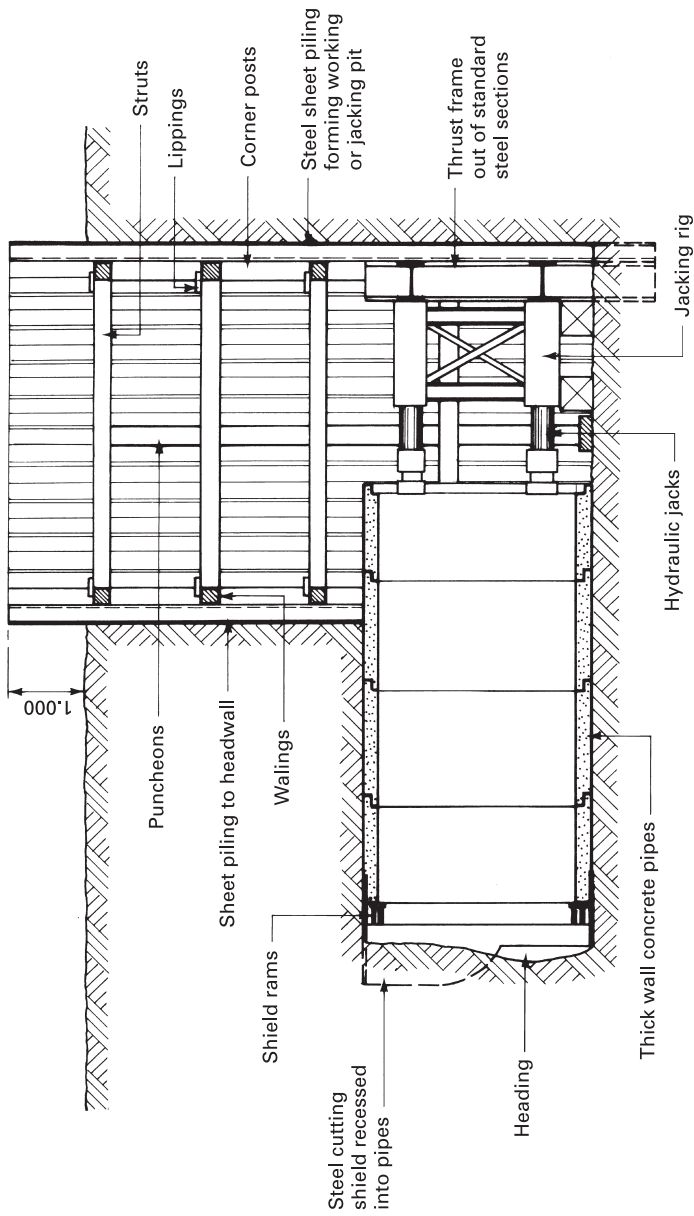 Struts
Lippings
Corner posts
Steel sheet piling
forming working
or jacking pit
Thrust frame
out of standard
steel sections
Jacking rig
Hydraulic jacks
1.000
Puncheons
Sheet piling to headwall
Walings
Shield rams
Steel cutting
shield recessed
into pipes
Heading
Thick wall concrete pipes